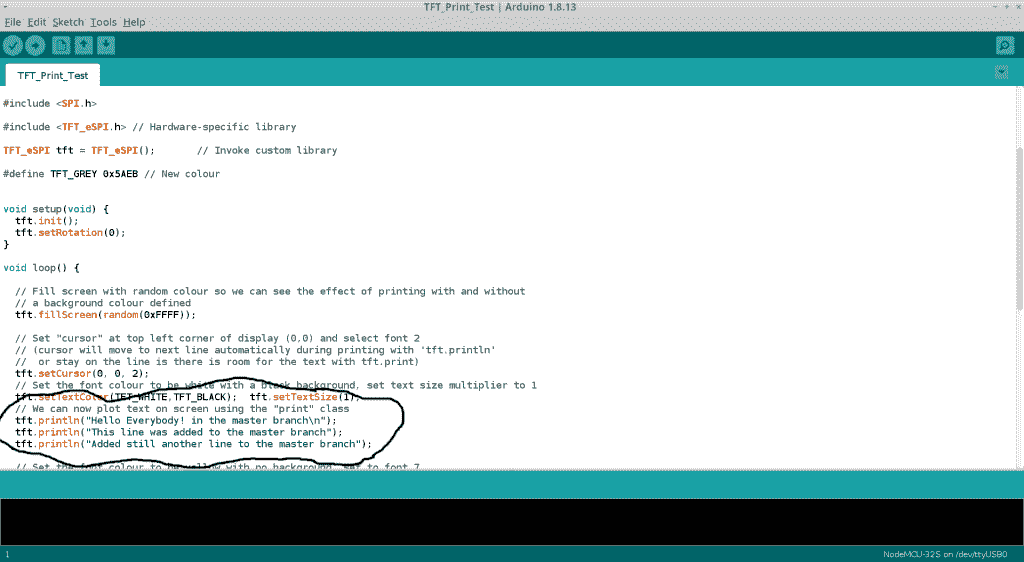 TFT_Print_Test | Arduino 1.8.13
File Edit Sketch Tools Help
TFT_Print_Test
#include <SPI.h>
#include <TFT_eSPI.h> // Hardware-specific library
TFT_eSPI tft = TFT_eSPI();       // Invoke custom library
#define TFT_GREY 0x5AEB // New colour
void setup(void) {
  tft.init();
  tft.setRotation(0);
}
void loop() {
  // Fill screen with random colour so we can see the effect of printing with and without
  // a background colour defined
  tft.fillScreen(random(0xFFFF));
  // Set "cursor" at top left corner of display (0,0) and select font 2
  // (cursor will move to next line automatically during printing with 'tft.println'
  //  or stay on the line is there is room for the text with tft.print)
  tft.setCursor(0, 0, 2);
  // Set the font colour to be white with a black background, set text size multiplier to 1
  tft.setTextColor(TFT_WHITE,TFT_BLACK);  tft.setTextSize(1);
  // We can now plot text on screen using the "print" class
  tft.println("Hello Everybody! in the master branch\n");
  tft.println("This line was added to the master branch");
  tft.println("Added still another line to the master branch");
  // Set the font colour to be yellow with no background, set to font 7
1
NodeMCU-32S on /dev/ttyUSB0